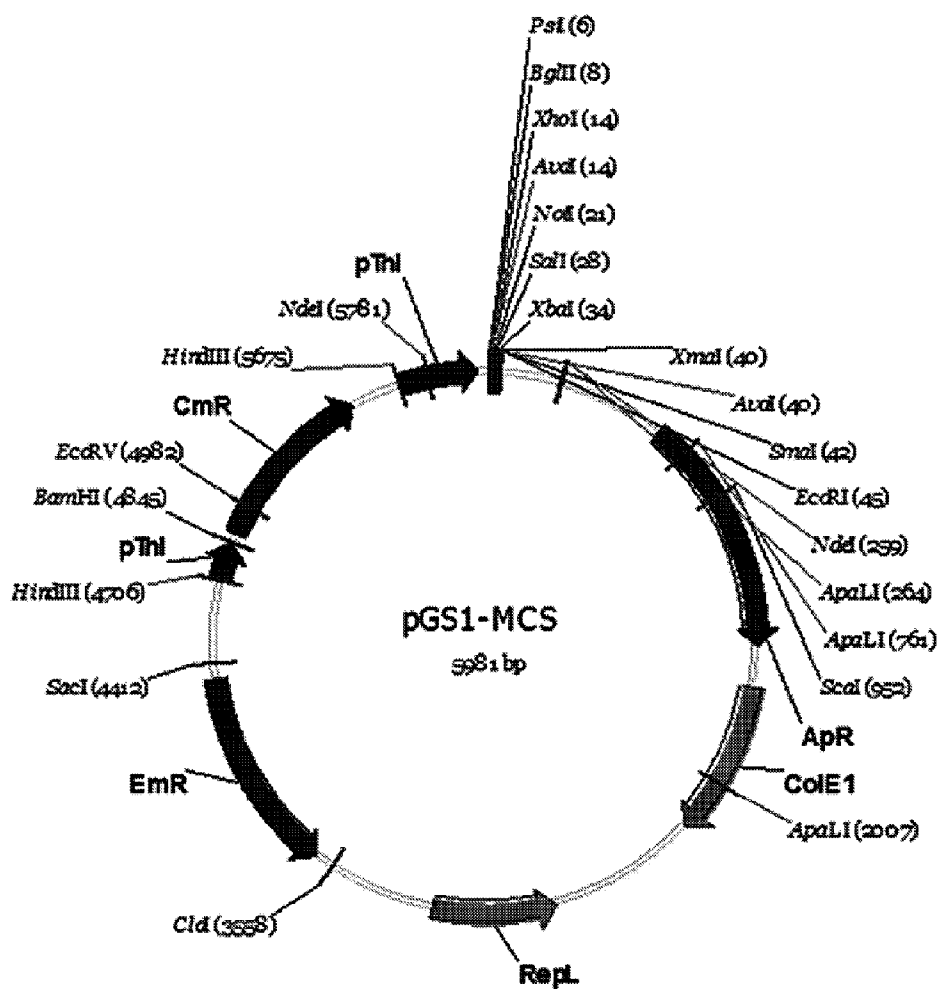 PstI (6)
BglII (8)
XhoI (14)
AvaI (14)
NotI (21)
SalI (28)
XbaI (34)
XmaI (40)
AvaI (40)
SmaI (42)
EcoRI (45)
NdeI (259)
ApaLI (264)
ApaLI (761)
ScaI (952)
ApR
ColE1
ApaLI (2007)
RepL
ClaI (3558)
EmR
SacI (4412)
HindIII (4706)
pThl
BamHI (4845)
EcoRV (4982)
CmR
HindIII (5675)
NdeI (5781)
pThl
pGS1-MCS
5981 bp